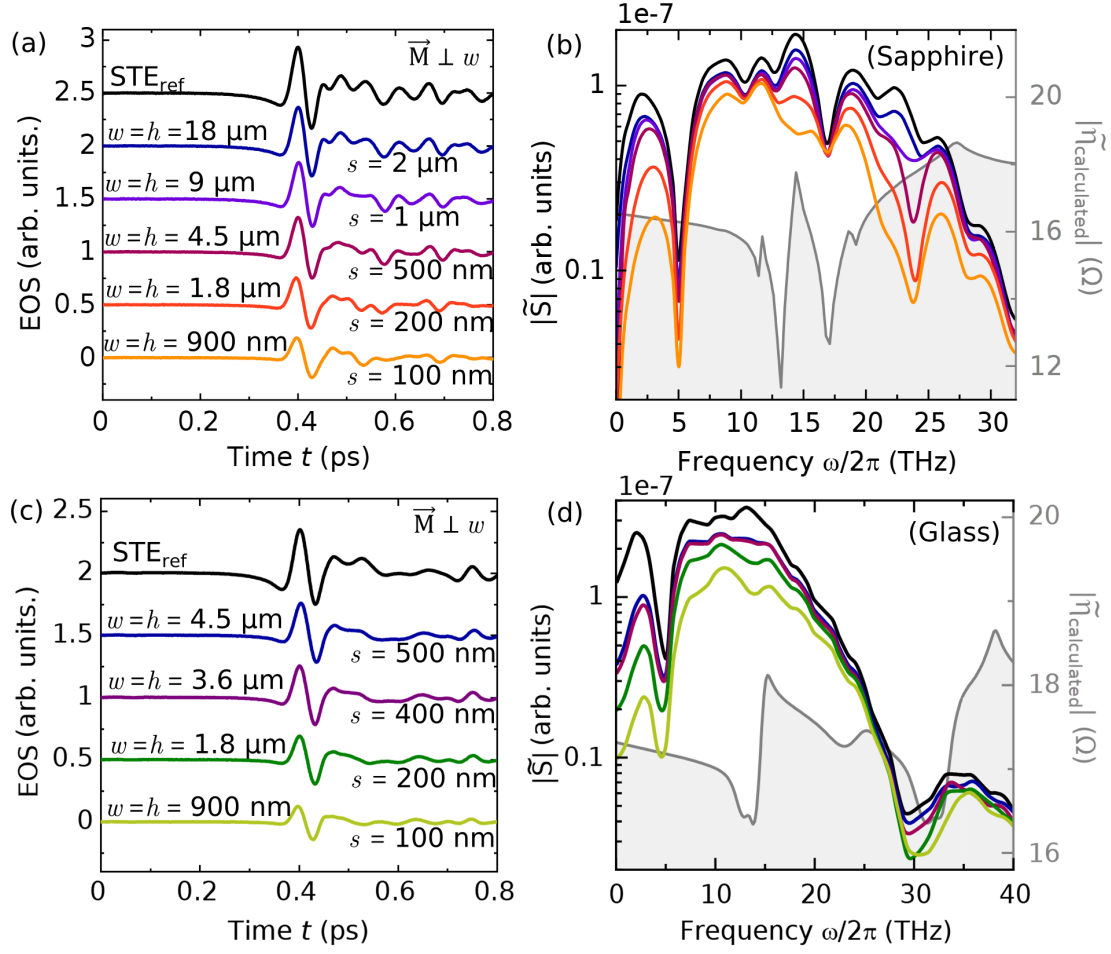 (a)
EOS (arb. units.)
3
2.5
2
1.5
1
0.5
0
M⃗ ⊥ w
STEref
w=h=18 μm
s = 2 μm
w=h= 9 μm
s = 1 μm
w=h= 4.5 μm
s = 500 nm
w=h= 1.8 μm
s = 200 nm
w=h= 900 nm
s = 100 nm
0 0.2 0.4 0.6 0.8
Time t (ps)
(b)
1e-7
(Sapphire)
|S̃| (arb. units)
1
0.1
20
16
12
|η̃calculated| (Ω)
0 5 10 15 20 25 30
Frequency ω/2π (THz)
(c)
EOS (arb. units.)
2.5
2
1.5
1
0.5
0
M⃗ ⊥ w
STEref
w=h= 4.5 μm
s = 500 nm
w=h= 3.6 μm
s = 400 nm
w=h= 1.8 μm
s = 200 nm
w=h= 900 nm
s = 100 nm
0 0.2 0.4 0.6 0.8
Time t (ps)
(d)
1e-7
(Glass)
|S̃| (arb. units)
1
0.1
20
18
16
|η̃calculated| (Ω)
0 10 20 30 40
Frequency ω/2π (THz)